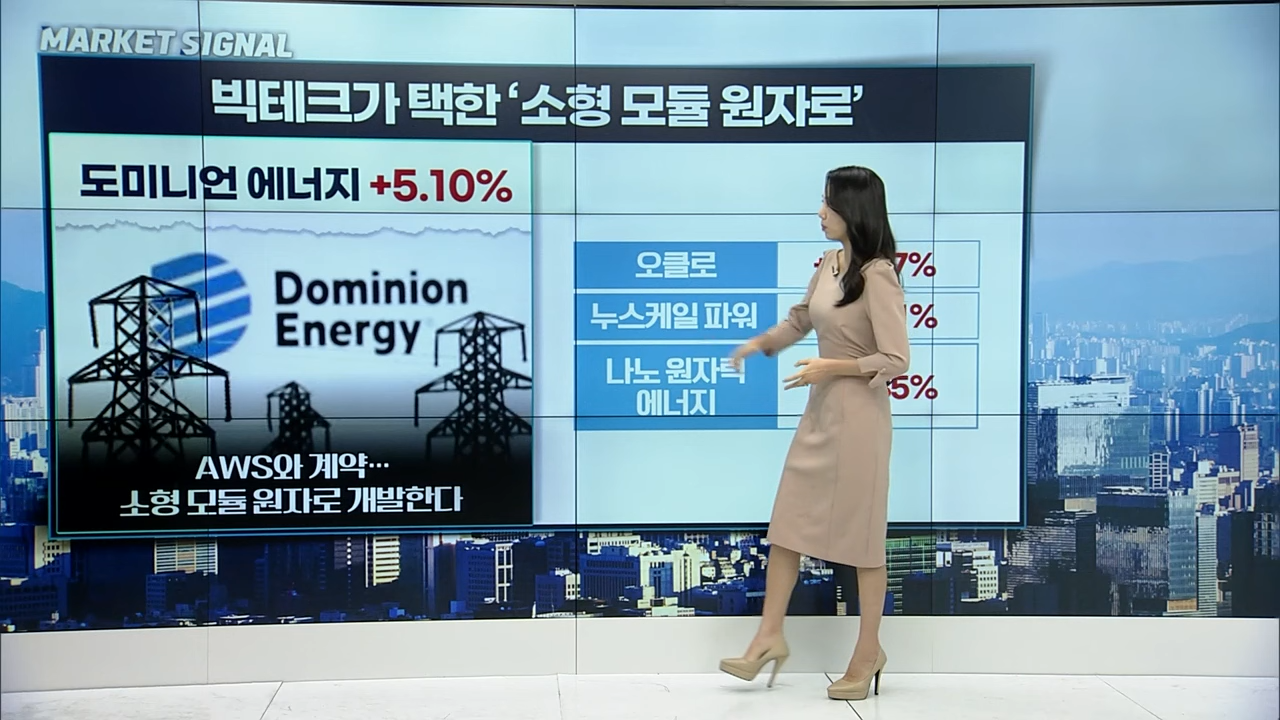 MARKET SIGNAL
빅테크가 택한 ‘소형 모듈 원자로’
도미니언 에너지 +5.10%
Dominion
Energy
AWS와 계약…
소형 모듈 원자로 개발한다
오클로
누스케일 파워
나노 원자력
에너지